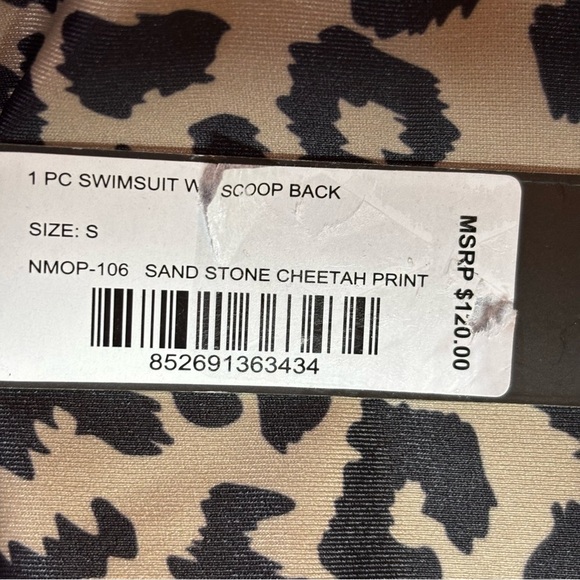 1 PC SWIMSUIT W SCOOP BACK
SIZE: S
NMOP-106 SAND STONE CHEETAH PRINT
852691363434
MSRP $120.00